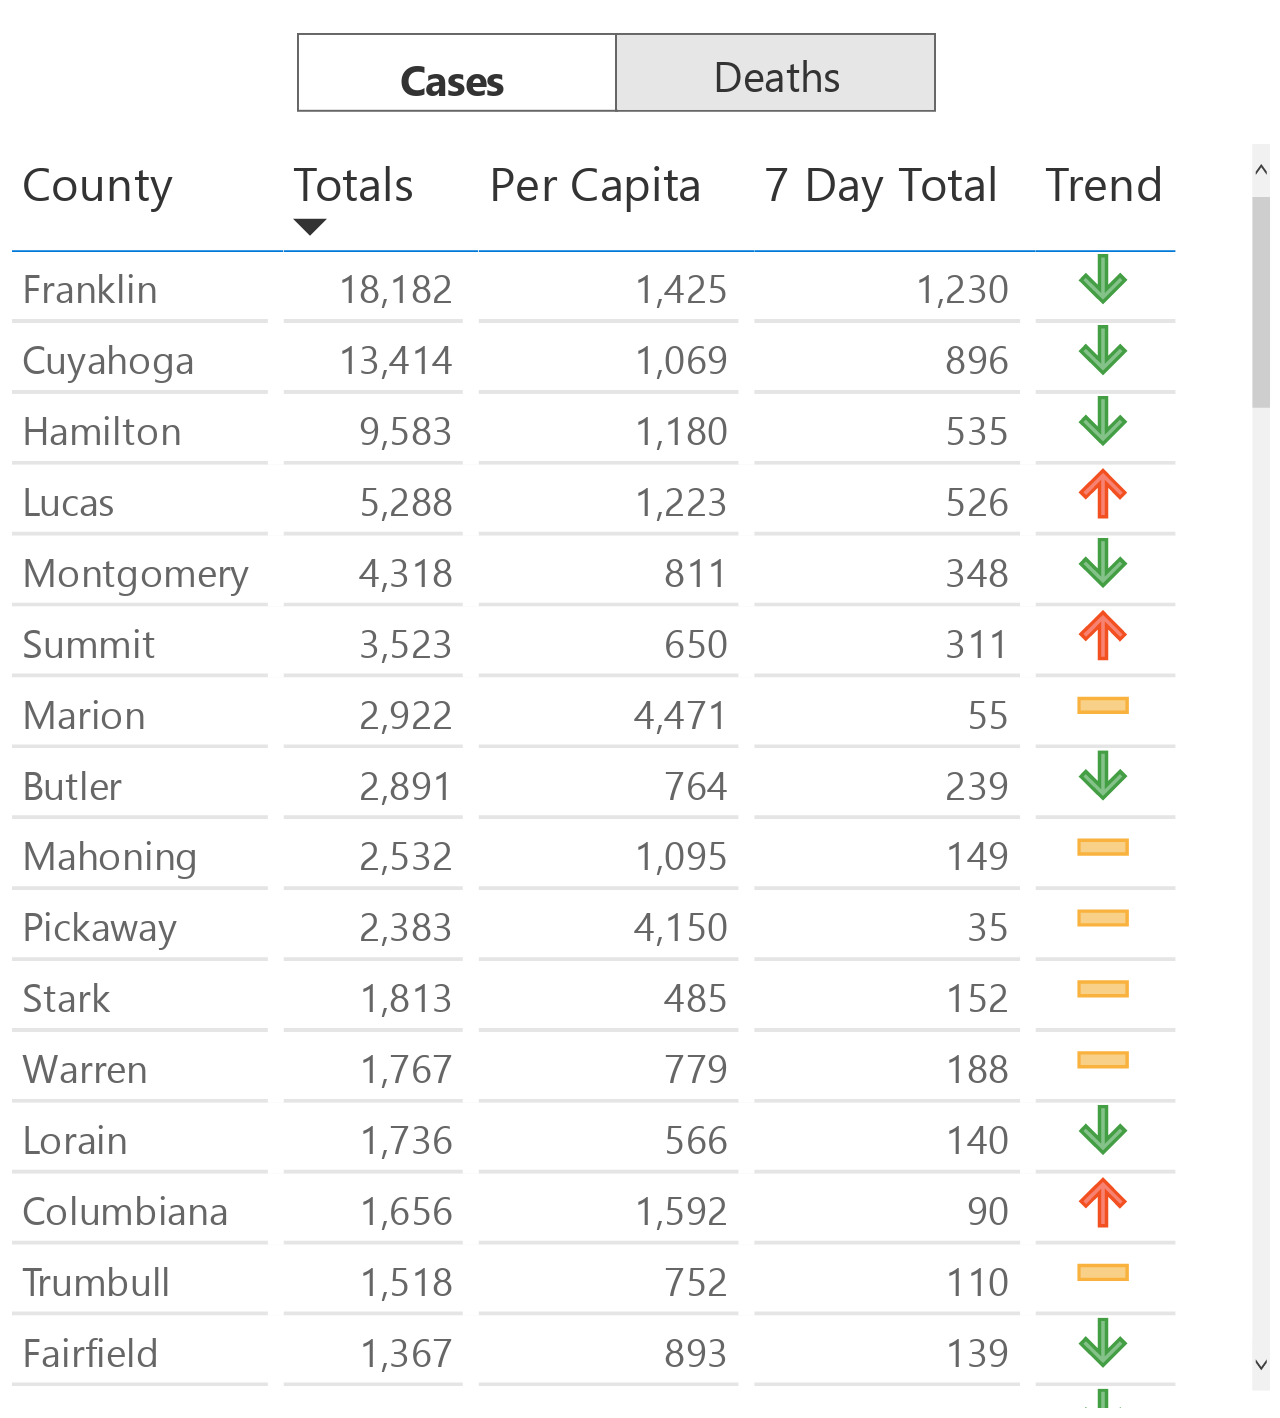 Cases Deaths
County Totals Per Capita 7 Day Total Trend
Franklin 18,182 1,425 1,230
Cuyahoga 13,414 1,069 896
Hamilton 9,583 1,180 535
Lucas 5,288 1,223 526
Montgomery 4,318 811 348
Summit 3,523 650 311
Marion 2,922 4,471 55
Butler 2,891 764 239
Mahoning 2,532 1,095 149
Pickaway 2,383 4,150 35
Stark 1,813 485 152
Warren 1,767 779 188
Lorain 1,736 566 140
Columbiana 1,656 1,592 90
Trumbull 1,518 752 110
Fairfield 1,367 893 139